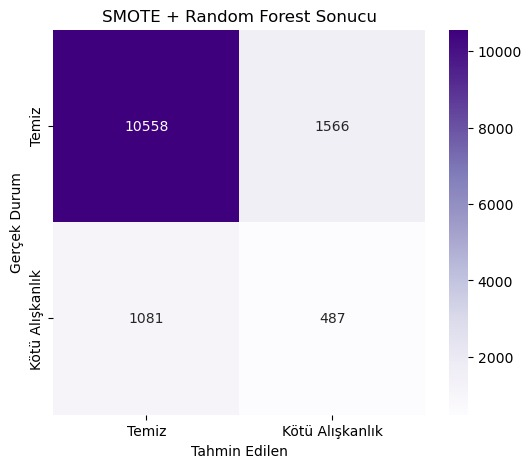 SMOTE + Random Forest Sonucu
Gerçek Durum
Temiz
10558
1566
Kötü Alışkanlık
1081
487
Temiz
Kötü Alışkanlık
Tahmin Edilen
10000
8000
6000
4000
2000